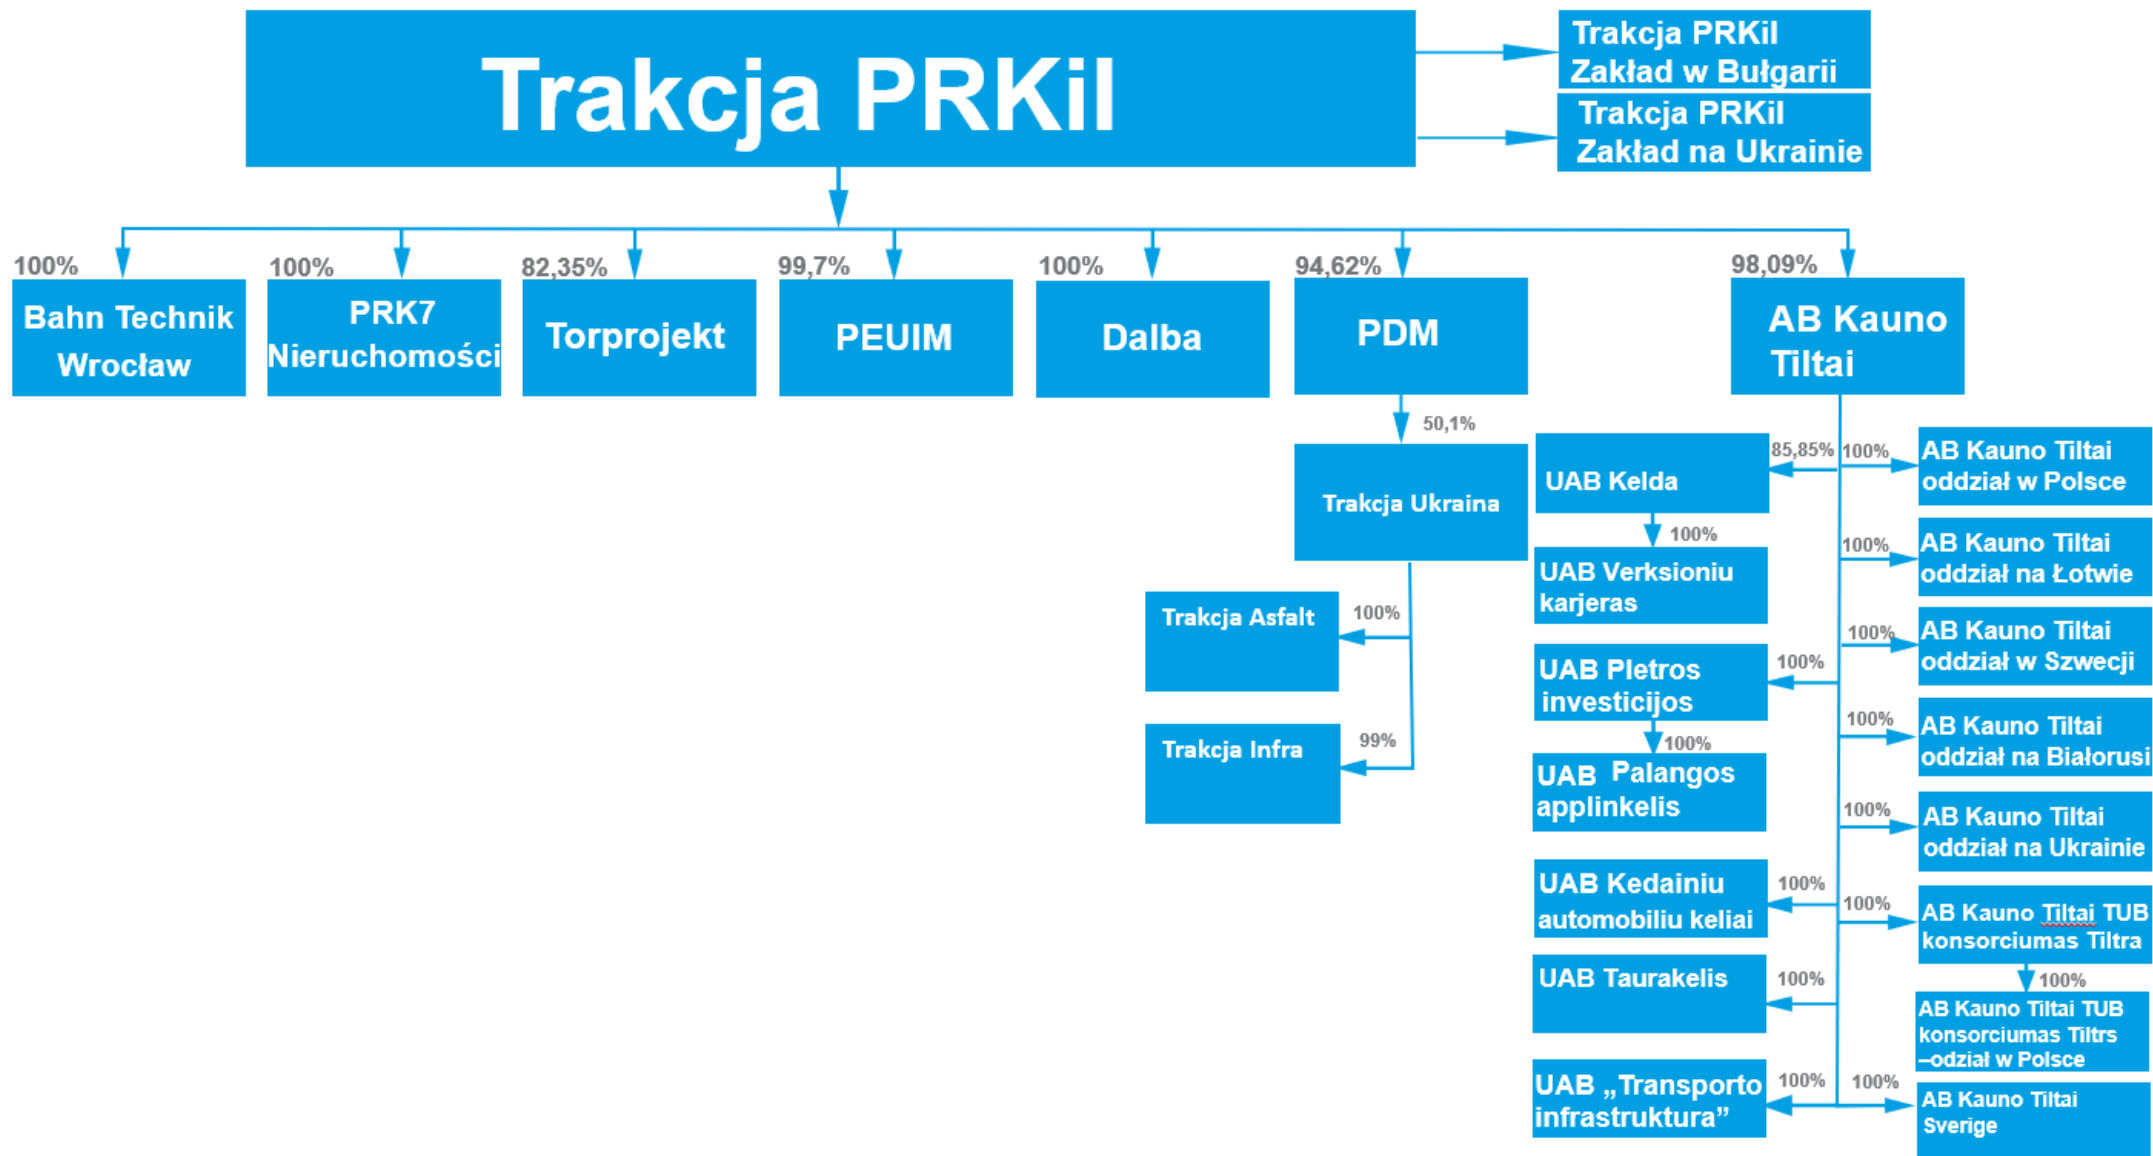 Trakcja PRKiI
Trakcja PRKiI
Zakład w Bułgarii
Trakcja PRKiI
Zakład na Ukrainie
100%
Bahn Technik
Wrocław
100%
PRK7
Nieruchomości
82,35%
Torprojekt
99,7%
PEUIM
100%
Dalba
94,62%
PDM
98,09%
AB Kauno
Tiltai
50,1%
Trakcja Ukraina
100%
Trakcja Asfalt
99%
Trakcja Infra
85,85%
UAB Kelda
100%
UAB Verksioniu
karjeras
100%
UAB Pletros
investicijos
100%
UAB Palangos
applinkelis
100%
UAB Kedainiu
automobiliu keliai
100%
UAB Taurakelis
100%
UAB „Transporto
infrastruktura”
100%
AB Kauno Tiltai
oddział w Polsce
100%
AB Kauno Tiltai
oddział na Łotwie
100%
AB Kauno Tiltai
oddział w Szwecji
100%
AB Kauno Tiltai
oddział na Białorusi
100%
AB Kauno Tiltai
oddział na Ukrainie
100%
AB Kauno Tiltai TUB
konsorciumas Tiltra
100%
AB Kauno Tiltai TUB
konsorciumas Tiltrs
–odział w Polsce
100%
AB Kauno Tiltai
Sverige